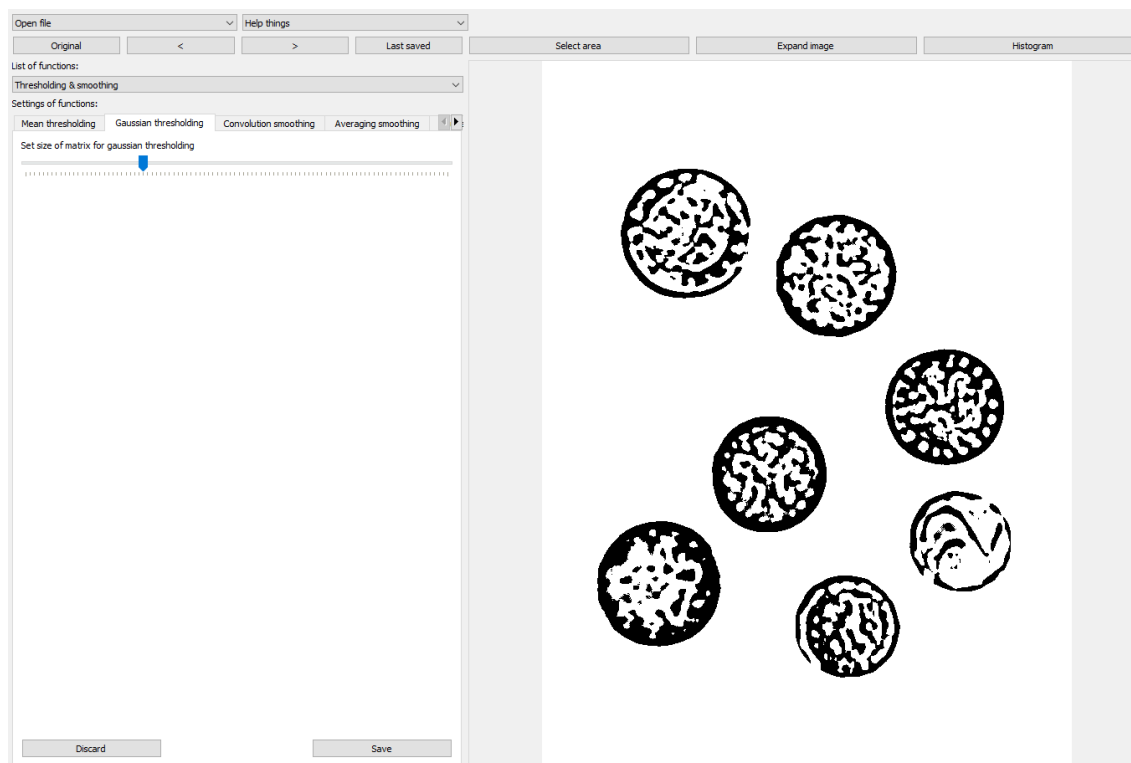 Open file Help things
Original < > Last saved Select area Expand image Histogram
List of functions:
Thresholding & smoothing
Settings of functions:
Mean thresholding Gaussian thresholding Convolution smoothing Averaging smoothing
Set size of matrix for gaussian thresholding
Discard Save